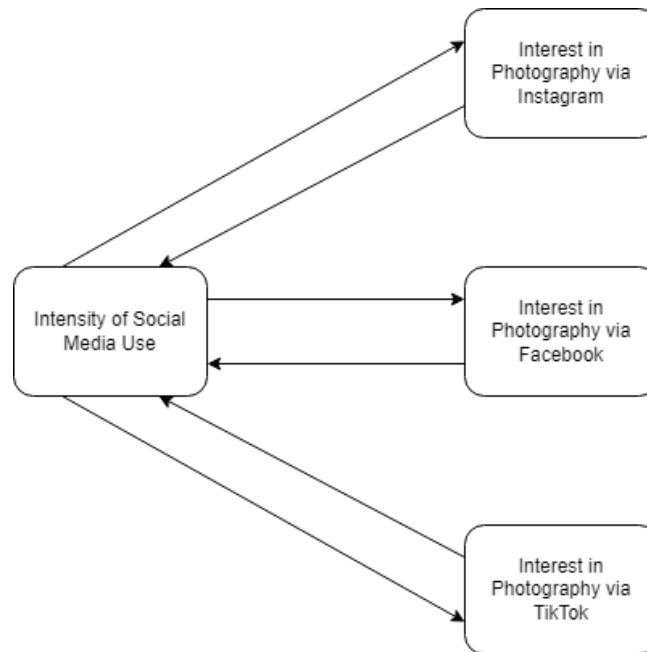 Interest in
Photography via
Instagram
Intensity of Social
Media Use
Interest in
Photography via
Facebook
Interest in
Photography via
TikTok